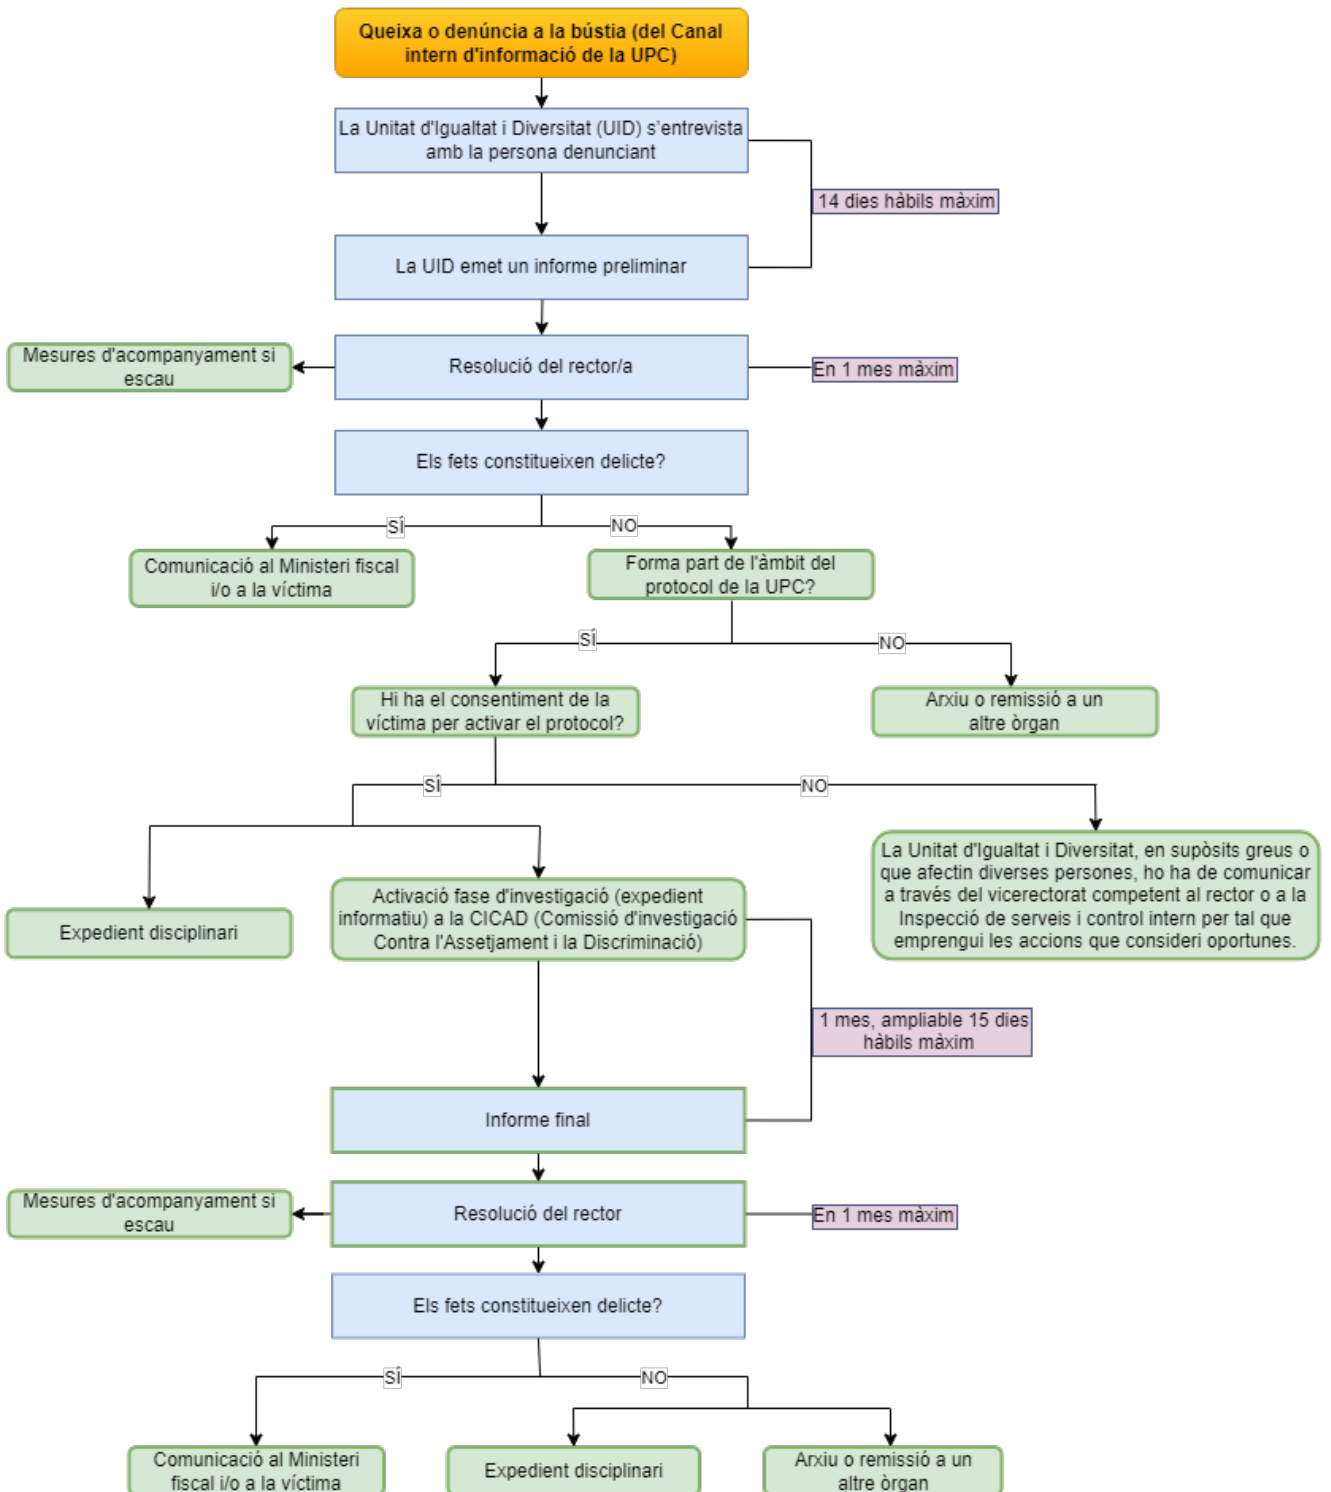 Queixa o denúncia a la bústia (del Canal
intern d'informació de la UPC)
La Unitat d'Igualtat i Diversitat (UID) s'entrevista
amb la persona denunciant
14 dies hàbils màxim
La UID emet un informe preliminar
Mesures d'acompanyament si
escau
Resolució del rector/a
En 1 mes màxim
Els fets constitueixen delicte?
SÍ
NO
Comunicació al Ministeri fiscal
i/o a la víctima
Forma part de l'àmbit del
protocol de la UPC?
SÍ
NO
Hi ha el consentiment de la
víctima per activar el protocol?
Arxiu o remissió a un
altre òrgan
SÍ
NO
La Unitat d'Igualtat i Diversitat, en supòsits greus o
que afectin diverses persones, ho ha de comunicar
a través del vicerectorat competent al rector o a la
Inspecció de serveis i control intern per tal que
emprengui les accions que consideri oportunes.
Expedient disciplinari
Activació fase d'investigació (expedient
informatiu) a la CICAD (Comissió d'investigació
Contra l'Assetjament i la Discriminació)
1 mes, ampliable 15 dies
hàbils màxim
Informe final
Mesures d'acompanyament si
escau
Resolució del rector
En 1 mes màxim
Els fets constitueixen delicte?
SÍ
NO
Comunicació al Ministeri
fiscal i/o a la víctima
Expedient disciplinari
Arxiu o remissió a un
altre òrgan